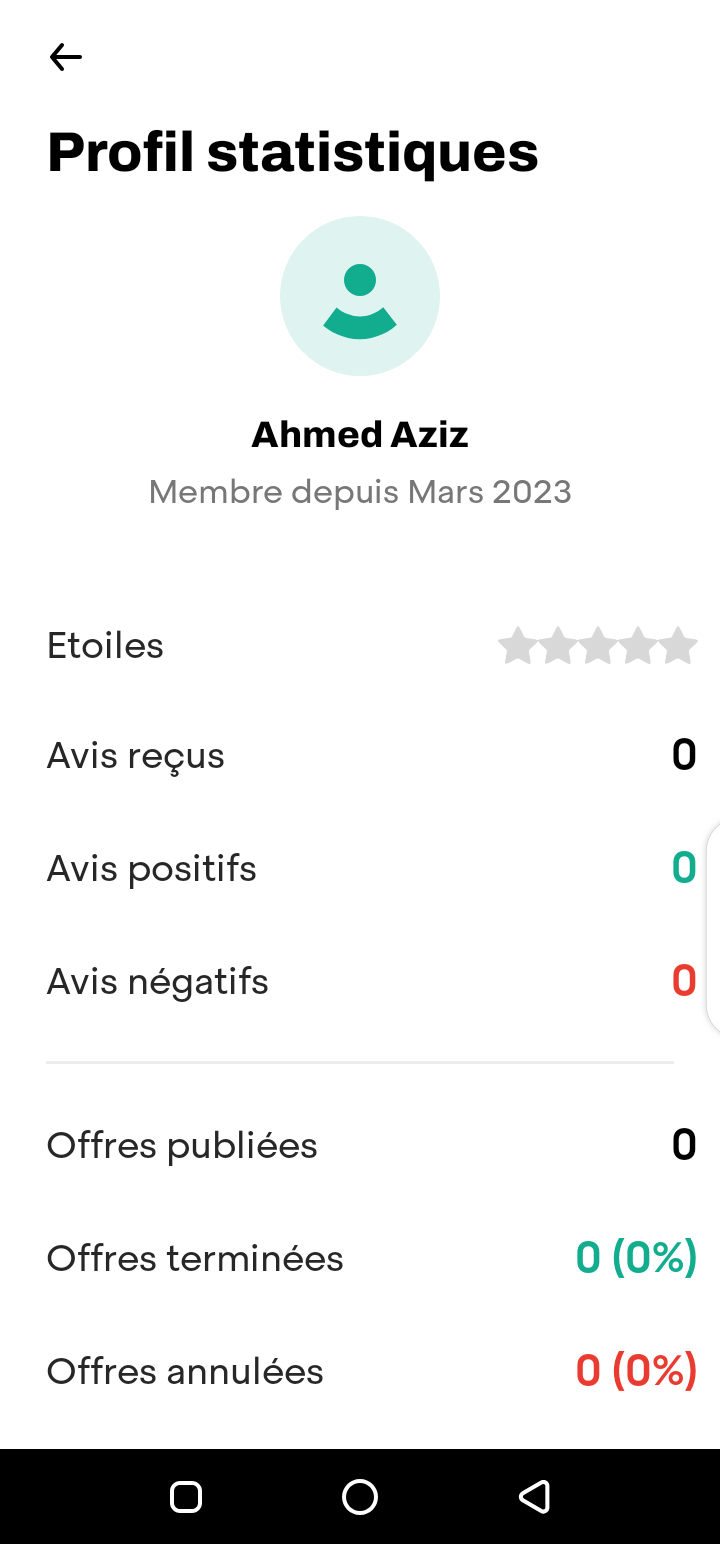 Profil statistiques
Ahmed Aziz
Membre depuis Mars 2023
Etoiles
Avis reçus 0
Avis positifs 0
Avis négatifs 0
Offres publiées 0
Offres terminées 0 (0%)
Offres annulées 0 (0%)